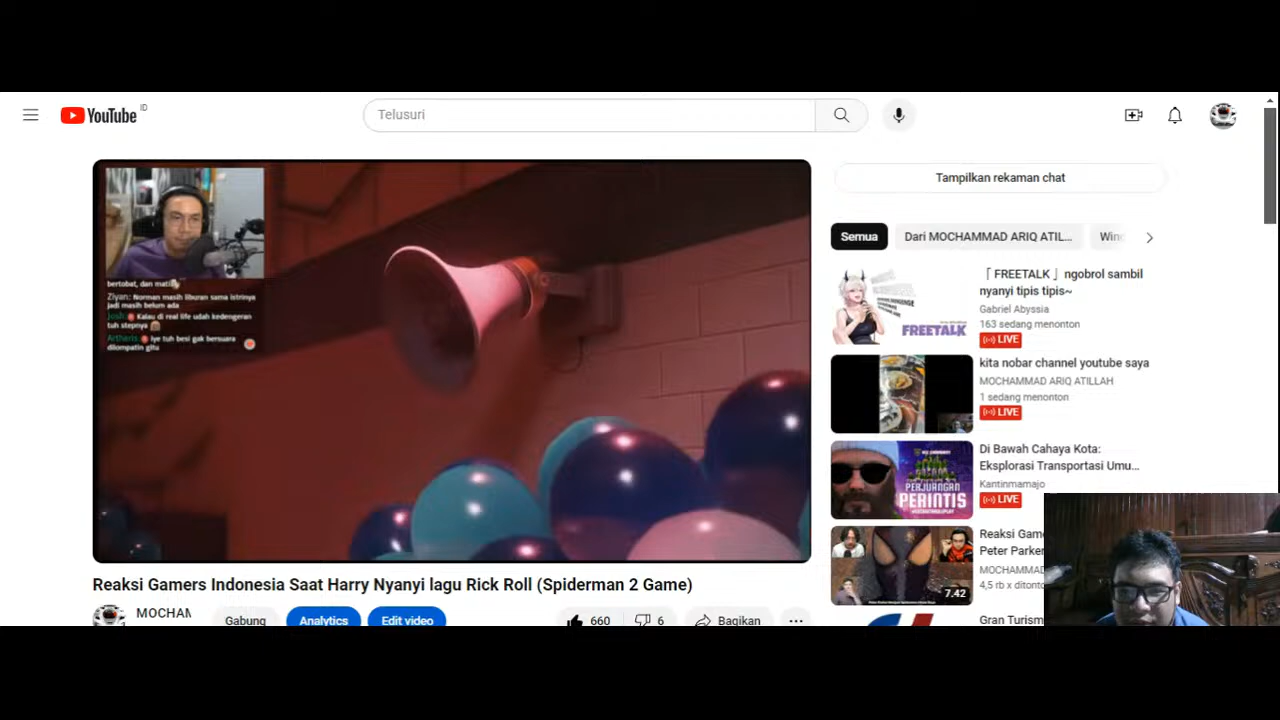 YouTube ID
Telusuri
bertobat, dan mati
Ziyan: Norman masih liburan sama istrinya
jadi masih belum ada
Josh: Kalau di real life udah kedengeran
tuh stepnya
Artharis: Iye tuh besi gak bersuara
dilompatin gitu
Reaksi Gamers Indonesia Saat Harry Nyanyi lagu Rick Roll (Spiderman 2 Game)
MOCHAM
Gabung
Analytics
Edit video
660
6
Bagikan
Tampilkan rekaman chat
Semua
Dari MOCHAMMAD ARIQ ATIL...
Winc
FREETALK
「 FREETALK 」 ngobrol sambil
nyanyi tipis tipis~
Gabriel Abyssia
163 sedang menonton
LIVE
kita nobar channel youtube saya
MOCHAMMAD ARIQ ATILLAH
1 sedang menonton
LIVE
PERJUANGAN
PERINTIS
Di Bawah Cahaya Kota:
Eksplorasi Transportasi Umu...
Kantinmamajo
LIVE
7.42
Reaksi Game
Peter Parker
MOCHAMMAD
4,5 rb x ditonto
Gran Turism